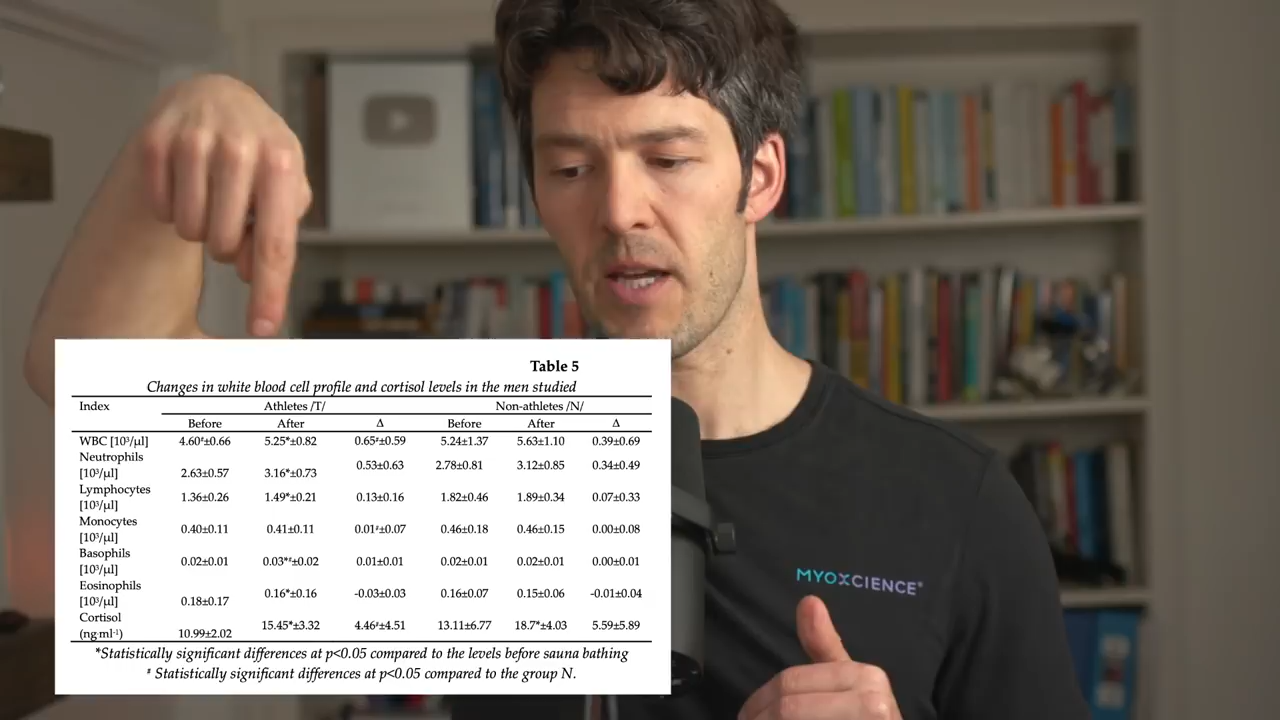 Table 5
Changes in white blood cell profile and cortisol levels in the men studied
Index Athletes /T/ Non-athletes /N/
Before After Δ Before After Δ
WBC [10³/μl] 4.60ᶻ±0.66 5.25*±0.82 0.65ᶻ±0.59 5.24±1.37 5.63±1.10 0.39±0.69
Neutrophils [10³/μl] 2.63±0.57 3.16*±0.73 0.53±0.63 2.78±0.81 3.12±0.85 0.34±0.49
Lymphocytes [10³/μl] 1.36±0.26 1.49*±0.21 0.13±0.16 1.82±0.46 1.89±0.34 0.07±0.33
Monocytes [10³/μl] 0.40±0.11 0.41±0.11 0.01ᶻ±0.07 0.46±0.18 0.46±0.15 0.00±0.08
Basophils [10³/μl] 0.02±0.01 0.03*ᶻ±0.02 0.01±0.01 0.02±0.01 0.02±0.01 0.00±0.01
Eosinophils [10³/μl] 0.18±0.17 0.16*±0.16 -0.03±0.03 0.16±0.07 0.15±0.06 -0.01±0.04
Cortisol (ng ml⁻¹) 10.99±2.02 15.45*±3.32 4.46ᶻ±4.51 13.11±6.77 18.7*±4.03 5.59±5.89
*Statistically significant differences at p<0.05 compared to the levels before sauna bathing
ᶻ Statistically significant differences at p<0.05 compared to the group N.
MYOXCIENCE®